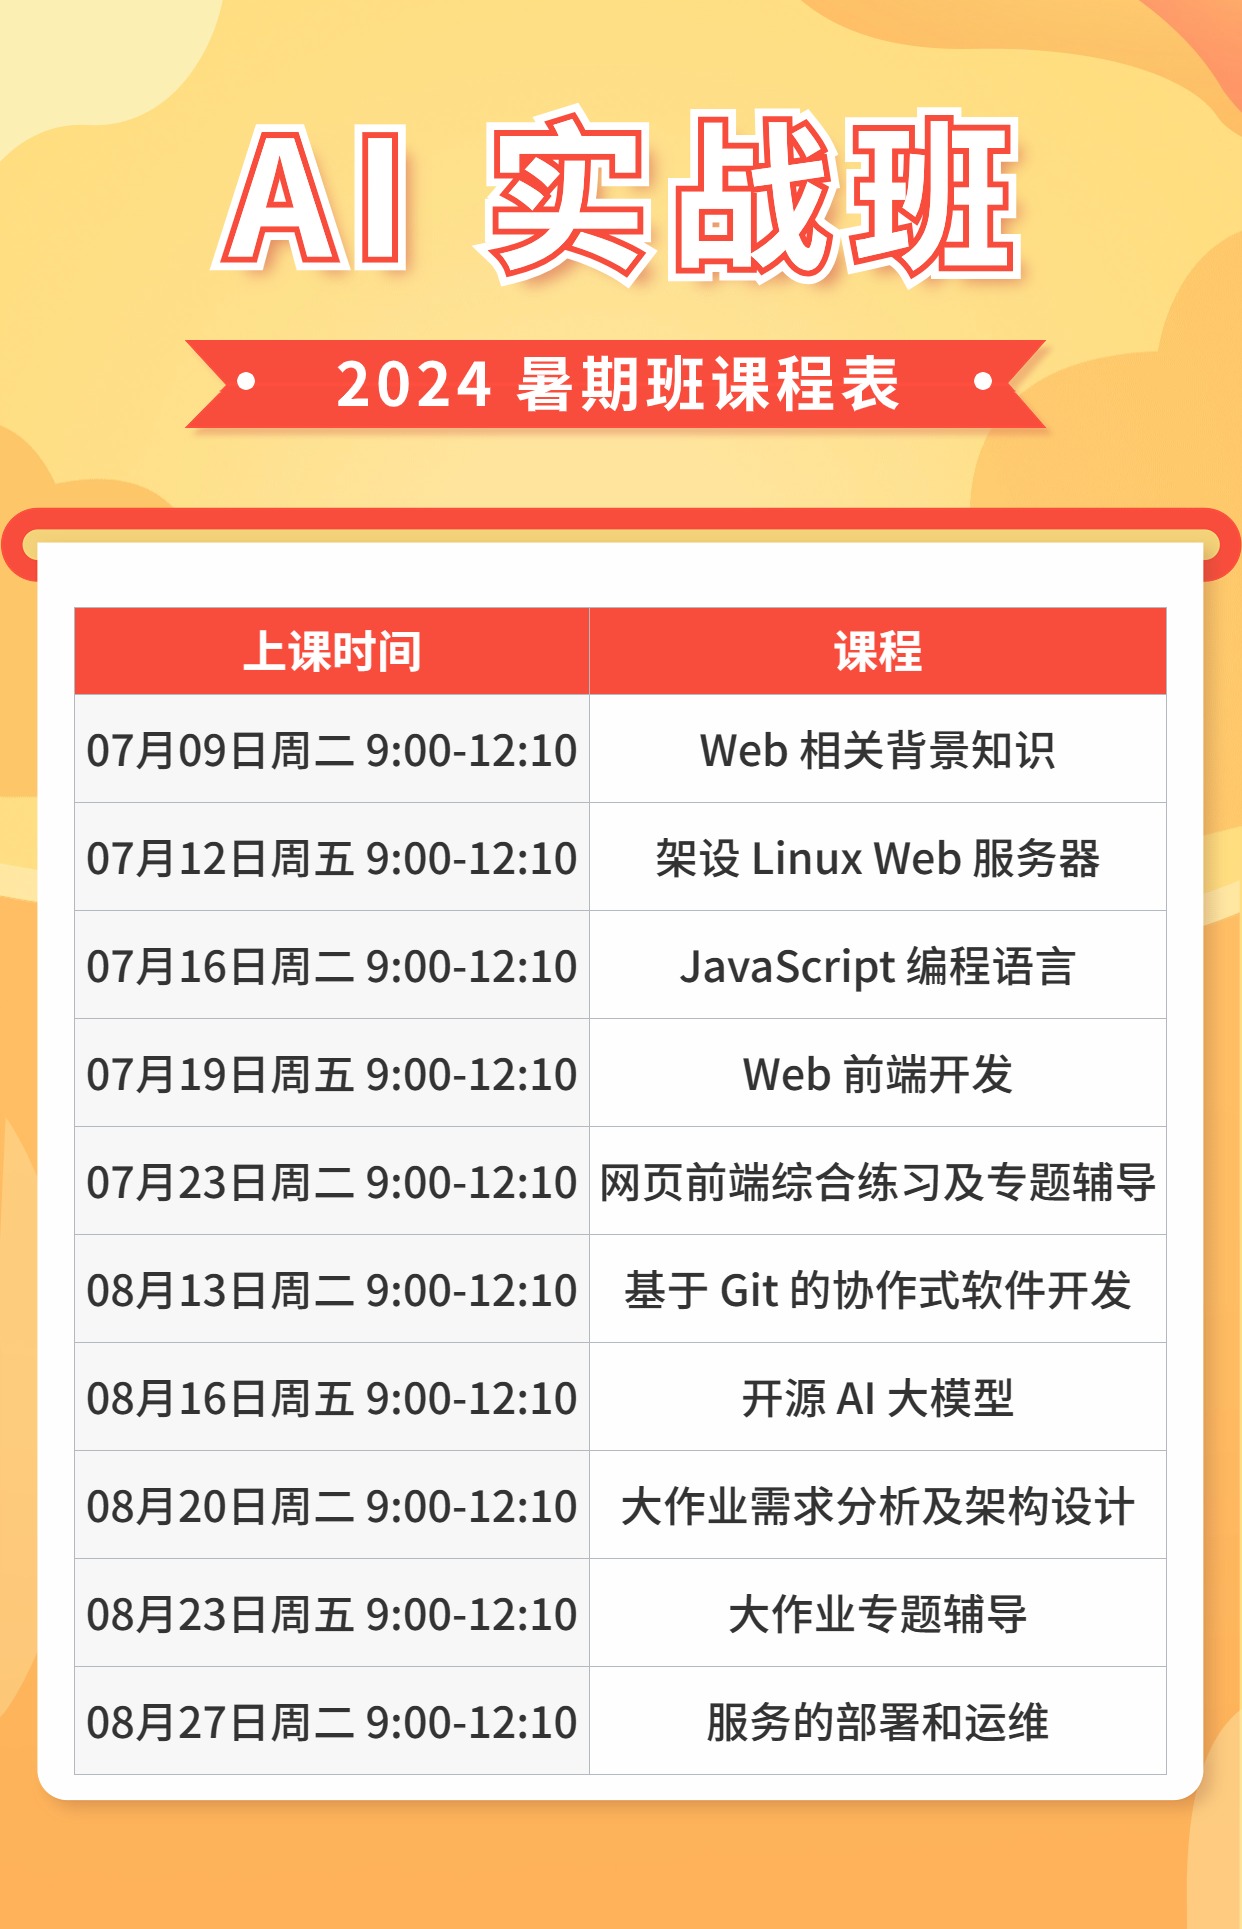 AI 实战班
2024 暑期班课程表
上课时间 课程
07月09日周二 9:00-12:10 Web 相关背景知识
07月12日周五 9:00-12:10 架设 Linux Web 服务器
07月16日周二 9:00-12:10 JavaScript 编程语言
07月19日周五 9:00-12:10 Web 前端开发
07月23日周二 9:00-12:10 网页前端综合练习及专题辅导
08月13日周二 9:00-12:10 基于 Git 的协作式软件开发
08月16日周五 9:00-12:10 开源 AI 大模型
08月20日周二 9:00-12:10 大作业需求分析及架构设计
08月23日周五 9:00-12:10 大作业专题辅导
08月27日周二 9:00-12:10 服务的部署和运维